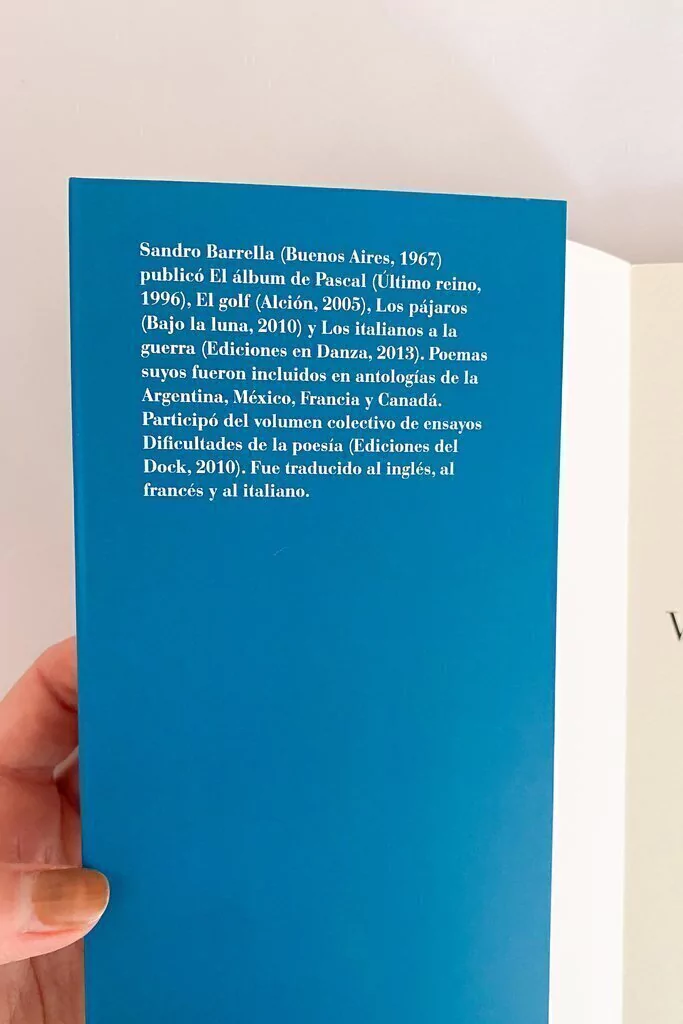 Sandro Barrella (Buenos Aires, 1967)
publicó El álbum de Pascal (Último reino,
1996), El golf (Alción, 2005), Los pájaros
(Bajo la luna, 2010) y Los italianos a la
guerra (Ediciones en Danza, 2013). Poemas
suyos fueron incluidos en antologías de la
Argentina, México, Francia y Canadá.
Participó del volumen colectivo de ensayos
Dificultades de la poesía (Ediciones del
Dock, 2010). Fue traducido al inglés, al
francés y al italiano.